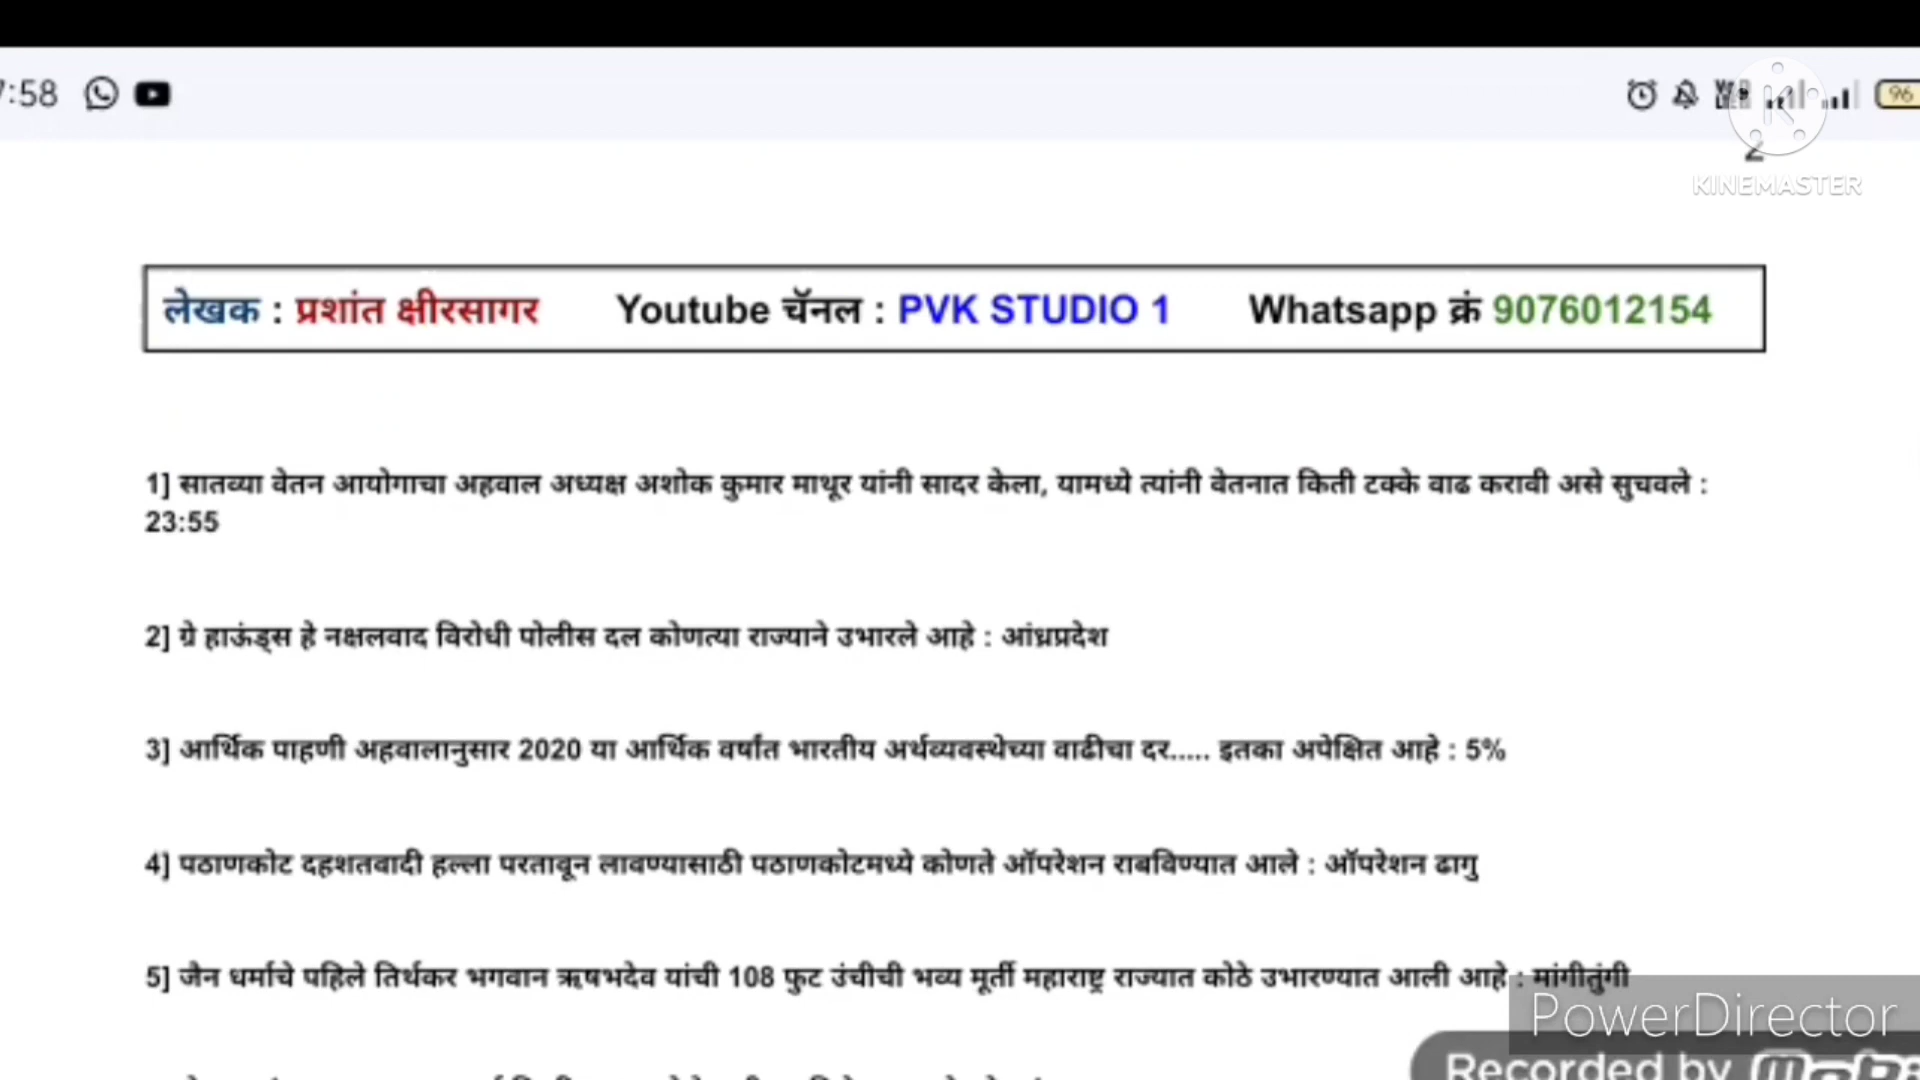 7:58
96
2
KINEMASTER
लेखक : प्रशांत क्षीरसागर Youtube चॅनल : PVK STUDIO 1 Whatsapp क्रं 9076012154
1] सातव्या वेतन आयोगाचा अहवाल अध्यक्ष अशोक कुमार माथूर यांनी सादर केला, यामध्ये त्यांनी वेतनात किती टक्के वाढ करावी असे सुचवले :
23:55
2] ग्रे हाऊंड्स हे नक्षलवाद विरोधी पोलीस दल कोणत्या राज्याने उभारले आहे : आंध्रप्रदेश
3] आर्थिक पाहणी अहवालानुसार 2020 या आर्थिक वर्षांत भारतीय अर्थव्यवस्थेच्या वाढीचा दर..... इतका अपेक्षित आहे : 5%
4] पठाणकोट दहशतवादी हल्ला परतावून लावण्यासाठी पठाणकोटमध्ये कोणते ऑपरेशन राबविण्यात आले : ऑपरेशन ढागु
5] जैन धर्माचे पहिले तिर्थकर भगवान ऋषभदेव यांची 108 फुट उंचीची भव्य मूर्ती महाराष्ट्र राज्यात कोठे उभारण्यात आली आहे : मांगीतुंगी
PowerDirector
Recorded by